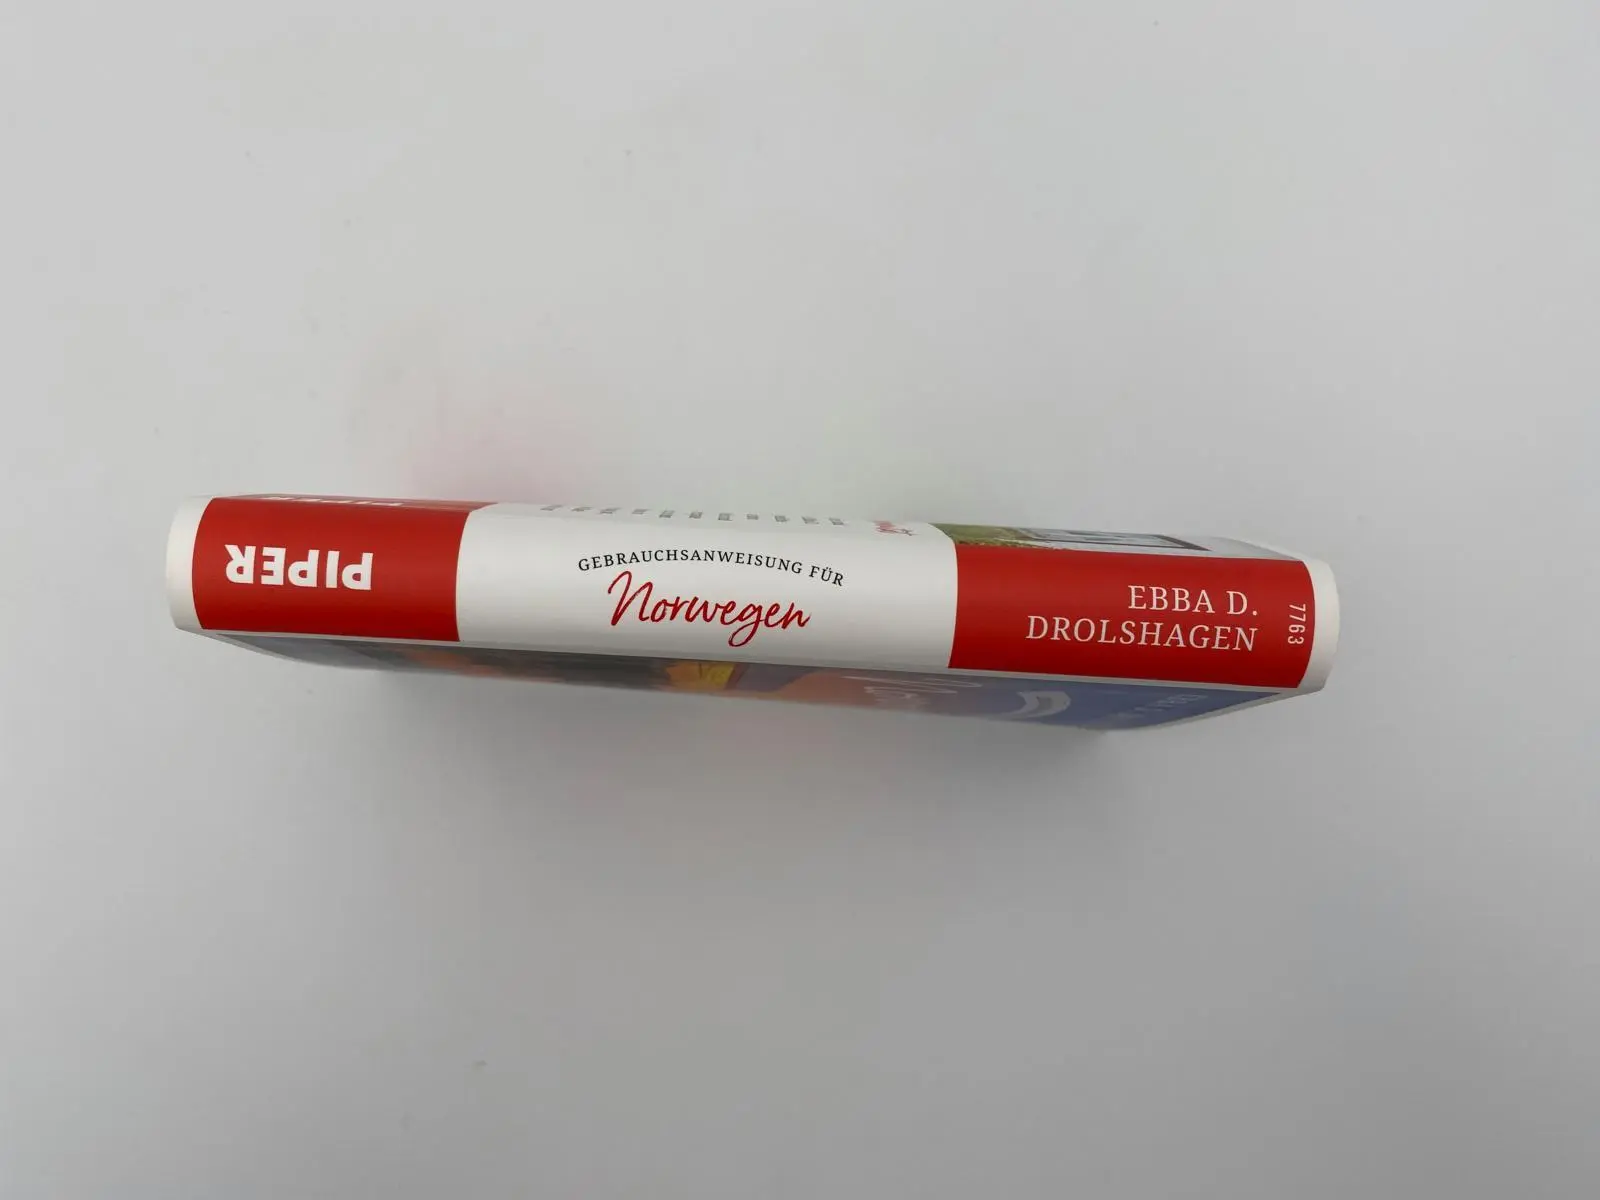 PIPER
GEBRAUCHSANWEISUNG FÜR
Norwegen
EBBA D.
DROLSHAGEN
7763